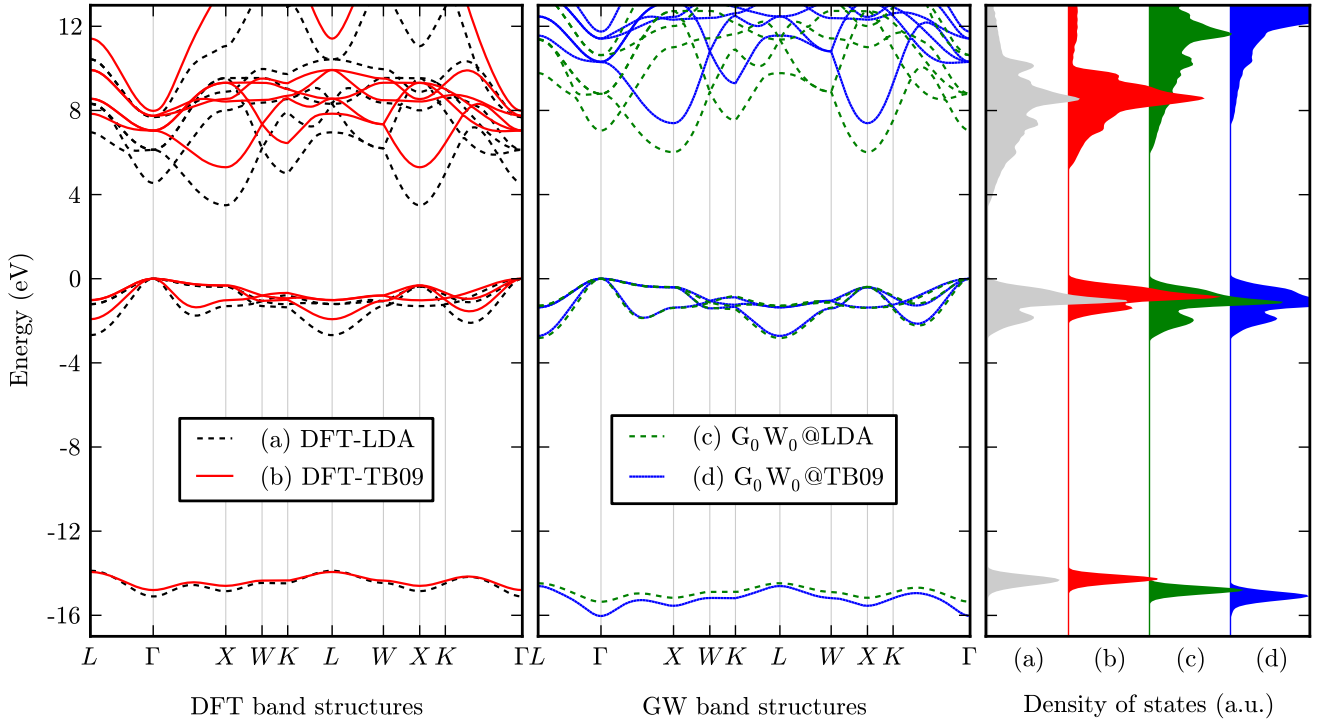 12
8
4
0
-4
-8
-12
-16
Energy (eV)
(a) DFT-LDA
(b) DFT-TB09
(c) G₀W₀@LDA
(d) G₀W₀@TB09
L Γ X W K L W X K Γ
L Γ X W K L W X K Γ
(a) (b) (c) (d)
DFT band structures
GW band structures
Density of states (a.u.)